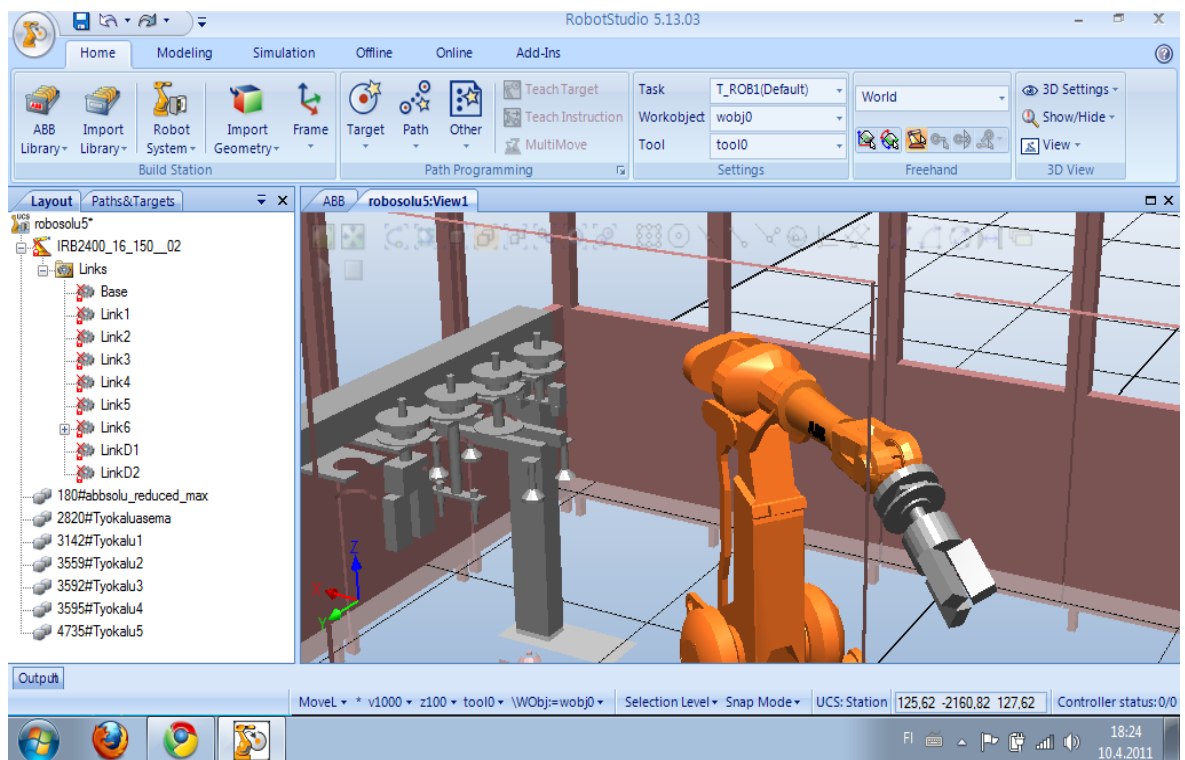 RobotStudio 5.13.03
Home Modeling Simulation Offline Online Add-Ins
ABB Library
Import Library
Robot System
Import Geometry
Frame
Build Station
Target
Path
Other
Teach Target
Teach Instruction
MultiMove
Path Programming
Task T_ROB1(Default)
Workobject wobj0
Tool tool0
Settings
World
Freehand
3D Settings
Show/Hide
View
3D View
Layout Paths&Targets
ABB robosolu5:View1
UCS
robosolu5*
IRB2400_16_150__02
Links
Base
Link1
Link2
Link3
Link4
Link5
Link6
LinkD1
LinkD2
180#abbsolu_reduced_max
2820#Tyokaluasema
3142#Tyokalu1
3559#Tyokalu2
3592#Tyokalu3
3595#Tyokalu4
4735#Tyokalu5
ABB
Z
X
Y
Output
MoveL * v1000 z100 tool0 \WObj:=wobj0 Selection Level Snap Mode UCS: Station 125,62 -2160,82 127,62 Controller status: 0/0
FI
18:24
10.4.2011